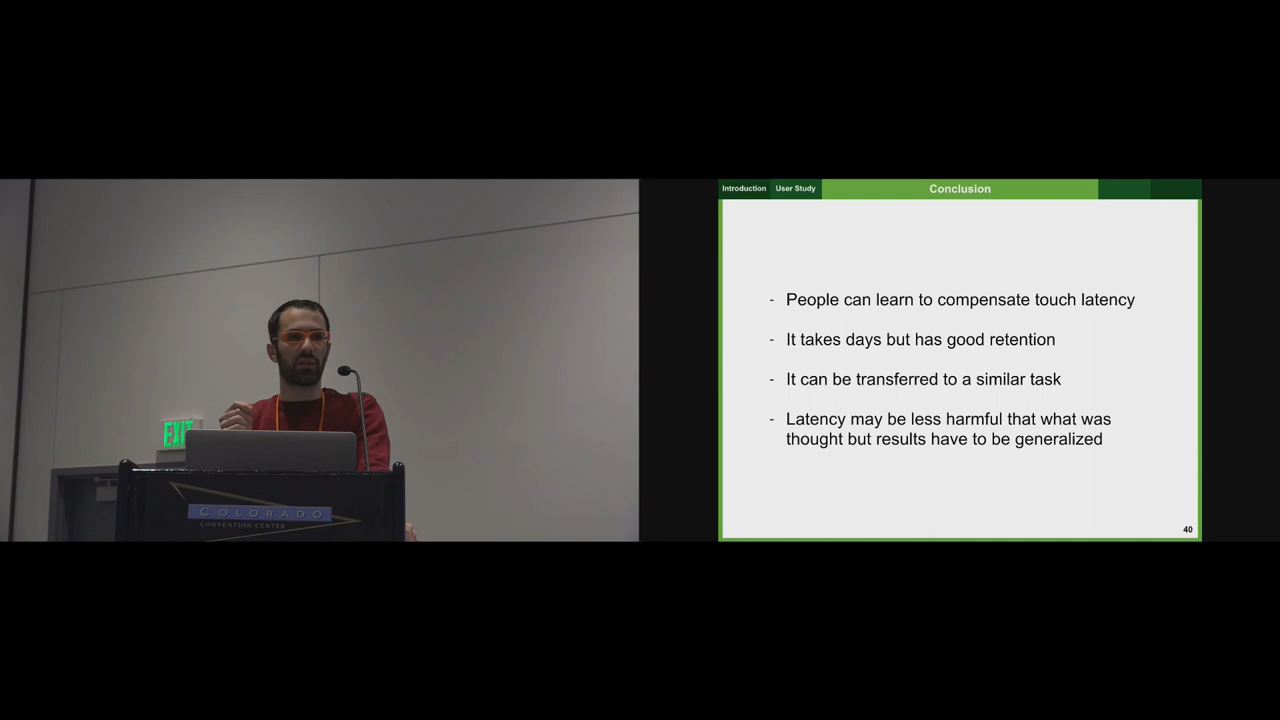 EXIT
COLORADO
CONVENTION CENTER
Introduction User Study Conclusion
- People can learn to compensate touch latency
- It takes days but has good retention
- It can be transferred to a similar task
- Latency may be less harmful that what was
thought but results have to be generalized
40